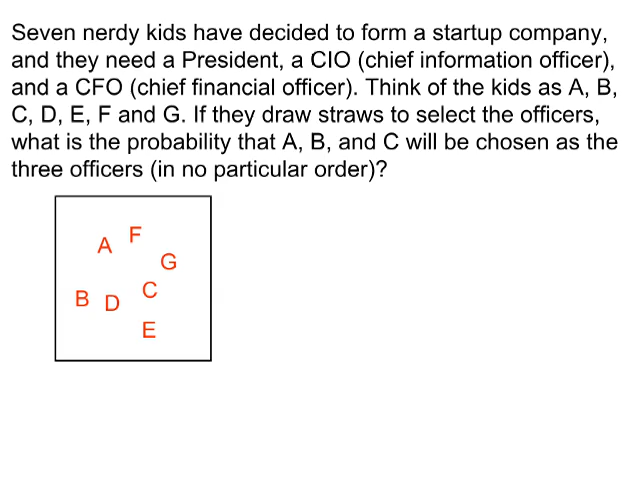 Seven nerdy kids have decided to form a startup company,
and they need a President, a CIO (chief information officer),
and a CFO (chief financial officer). Think of the kids as A, B,
C, D, E, F and G. If they draw straws to select the officers,
what is the probability that A, B, and C will be chosen as the
three officers (in no particular order)?
A F
G
B D C
E